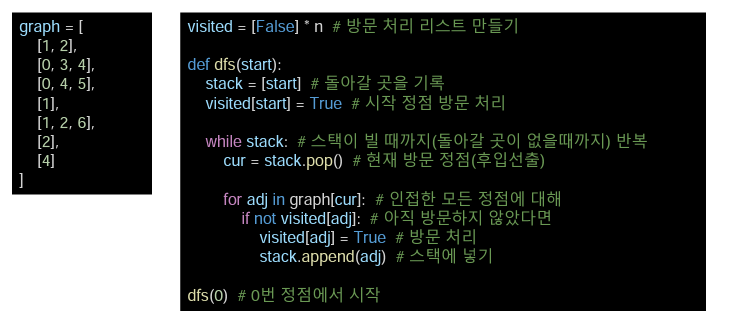 graph = [
[1, 2],
[0, 3, 4],
[0, 4, 5],
[1],
[1, 2, 6],
[2],
[4]
]
visited = [False] * n # 방문 처리 리스트 만들기
def dfs(start):
stack = [start] # 돌아갈 곳을 기록
visited[start] = True # 시작 정점 방문 처리
while stack: # 스택이 빌 때까지(돌아갈 곳이 없을때까지) 반복
cur = stack.pop() # 현재 방문 정점(후입선출)
for adj in graph[cur]: # 인접한 모든 정점에 대해
if not visited[adj]: # 아직 방문하지 않았다면
visited[adj] = True # 방문 처리
stack.append(adj) # 스택에 넣기
dfs(0) # 0번 정점에서 시작